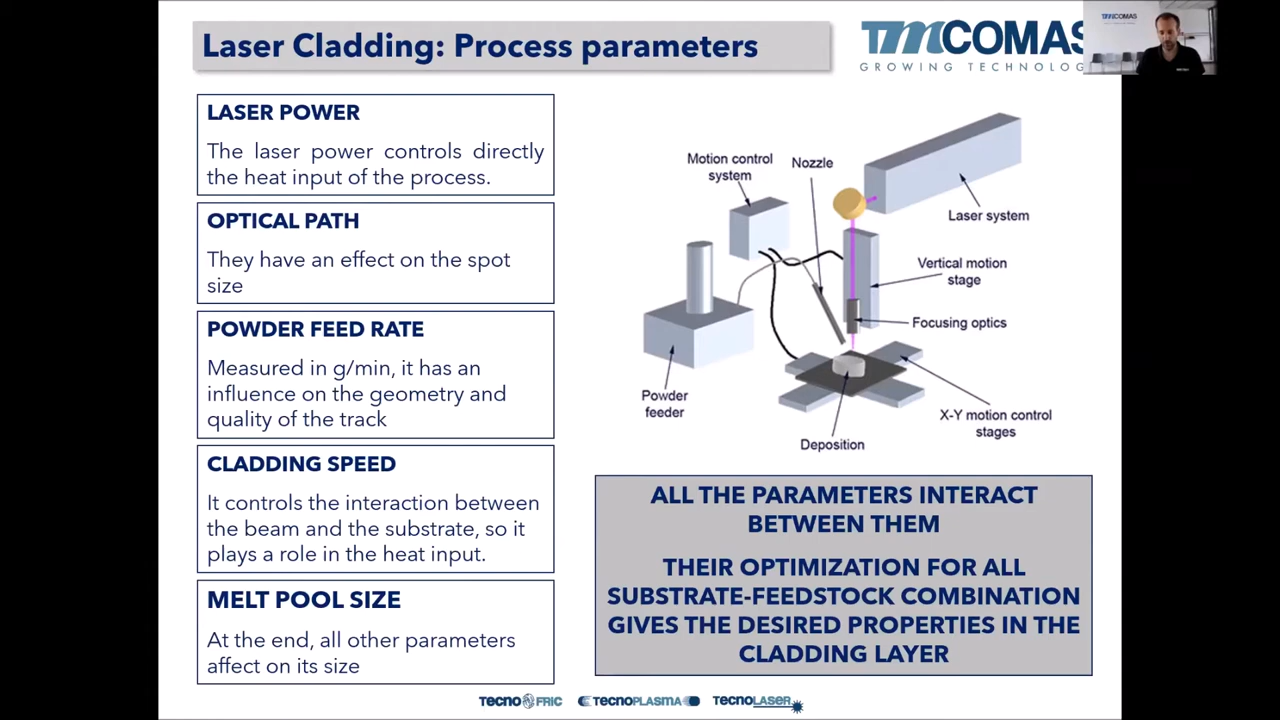 Laser Cladding: Process parameters
TMCOMAS
GROWING TECHNOLOG
TMCOMAS
LASER POWER
The laser power controls directly
the heat input of the process.
OPTICAL PATH
They have an effect on the spot
size
POWDER FEED RATE
Measured in g/min, it has an
influence on the geometry and
quality of the track
CLADDING SPEED
It controls the interaction between
the beam and the substrate, so it
plays a role in the heat input.
MELT POOL SIZE
At the end, all other parameters
affect on its size
Motion control
system
Nozzle
Laser system
Vertical motion
stage
Focusing optics
Powder
feeder
X-Y motion control
stages
Deposition
ALL THE PARAMETERS INTERACT
BETWEEN THEM
THEIR OPTIMIZATION FOR ALL
SUBSTRATE-FEEDSTOCK COMBINATION
GIVES THE DESIRED PROPERTIES IN THE
CLADDING LAYER
TECNOFRIC TECNOPLASMA TECNOLASER